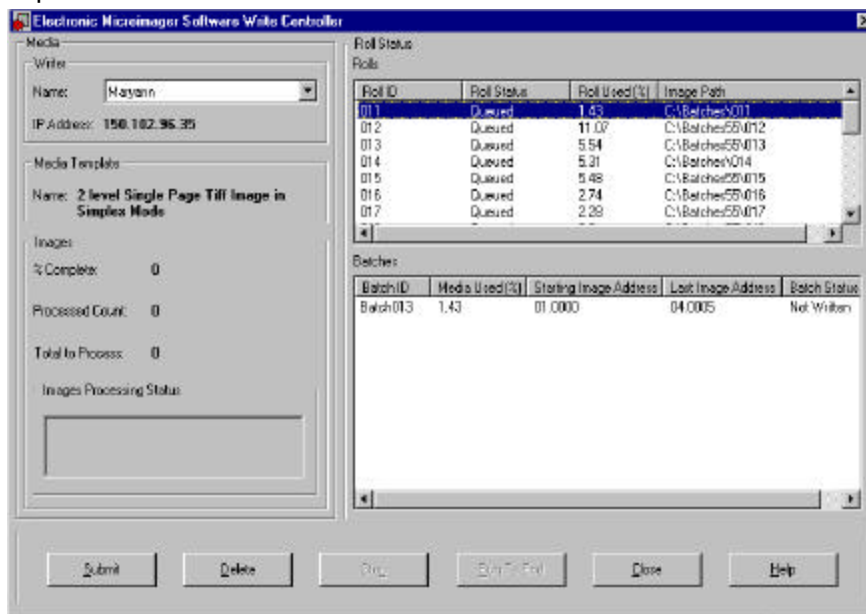 Electronic Microimager Software Write Controller
Media
Writer
Name: Maryann
IP Address: 150.102.96.35
Media Template
Name: 2 level Single Page Tiff Image in
Simplex Mode
Images
% Complete: 0
Processed Count: 0
Total to Process: 0
Images Processing Status
Roll Status
Rolls
Roll ID Roll Status Roll Used (%) Image Path
011 Queued 1.43 C:\Batches\011
012 Queued 11.07 C:\Batches55\012
013 Queued 5.54 C:\Batches55\013
014 Queued 5.31 C:\Batches\014
015 Queued 5.48 C:\Batches55\015
016 Queued 2.74 C:\Batches55\016
017 Queued 2.28 C:\Batches55\017
Batches
Batch ID Media Used (%) Starting Image Address Last Image Address Batch Status
Batch013 1.43 01.0000 04.0005 Not Written
Submit Delete Close Help